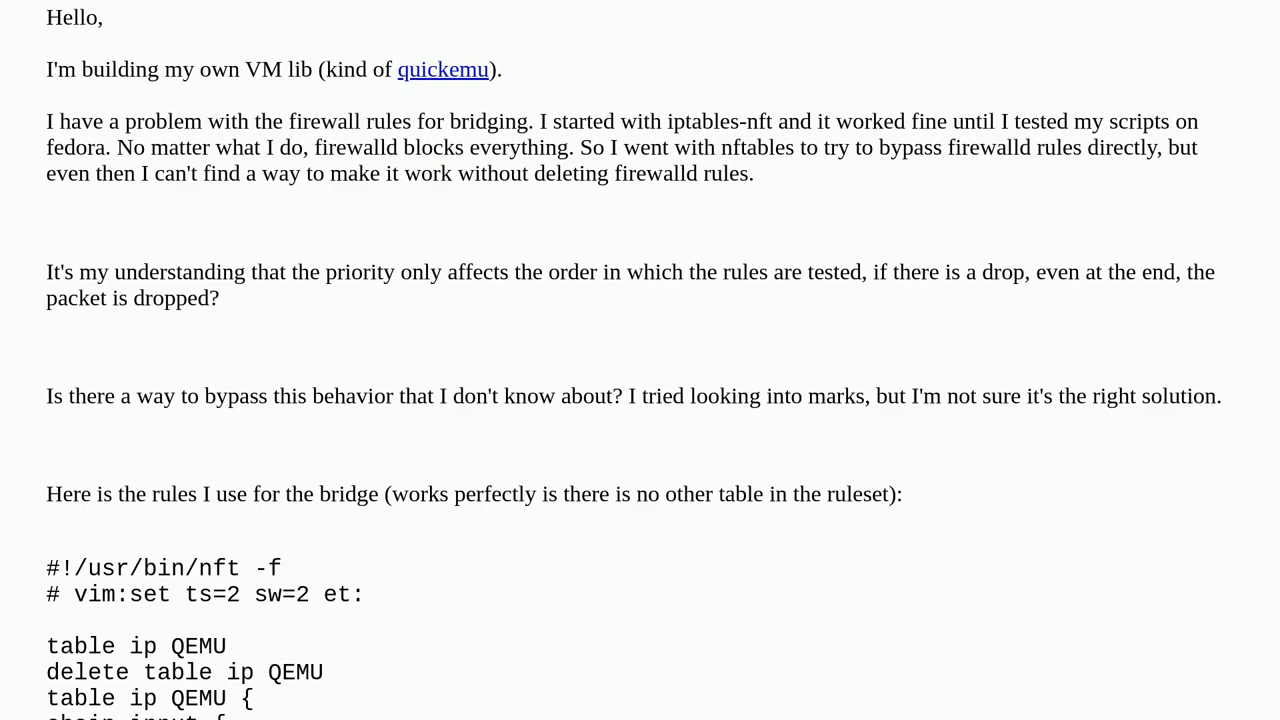 Hello,
I'm building my own VM lib (kind of quickemu).
I have a problem with the firewall rules for bridging. I started with iptables-nft and it worked fine until I tested my scripts on
fedora. No matter what I do, firewalld blocks everything. So I went with nftables to try to bypass firewalld rules directly, but
even then I can't find a way to make it work without deleting firewalld rules.
It's my understanding that the priority only affects the order in which the rules are tested, if there is a drop, even at the end, the
packet is dropped?
Is there a way to bypass this behavior that I don't know about? I tried looking into marks, but I'm not sure it's the right solution.
Here is the rules I use for the bridge (works perfectly is there is no other table in the ruleset):
#!/usr/bin/nft -f
# vim:set ts=2 sw=2 et:
table ip QEMU
delete table ip QEMU
table ip QEMU {
chain input {